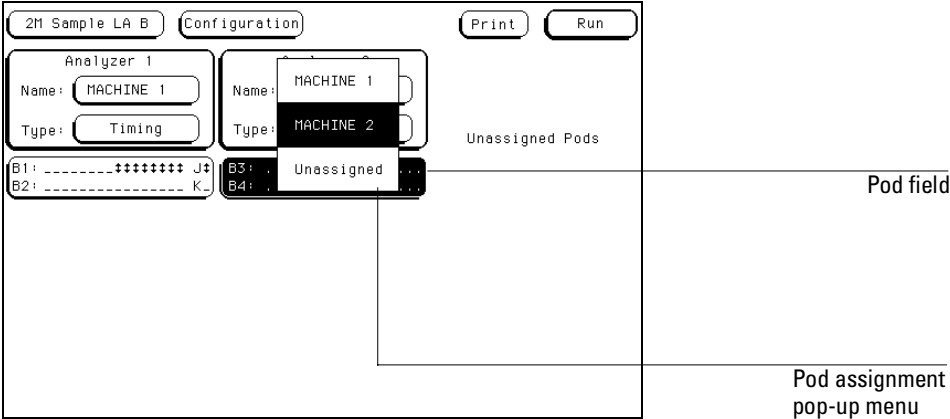 2M Sample LA B Configuration Print Run
Analyzer 1
Name: MACHINE 1 Name:
Type: Timing Type:
MACHINE 1
MACHINE 2
Unassigned
Unassigned Pods
B1: ________↕↕↕↕↕↕↕↕ J↕
B2: ________________ K_
B3: . ...
B4: . ...
Pod field
Pod assignment
pop-up menu